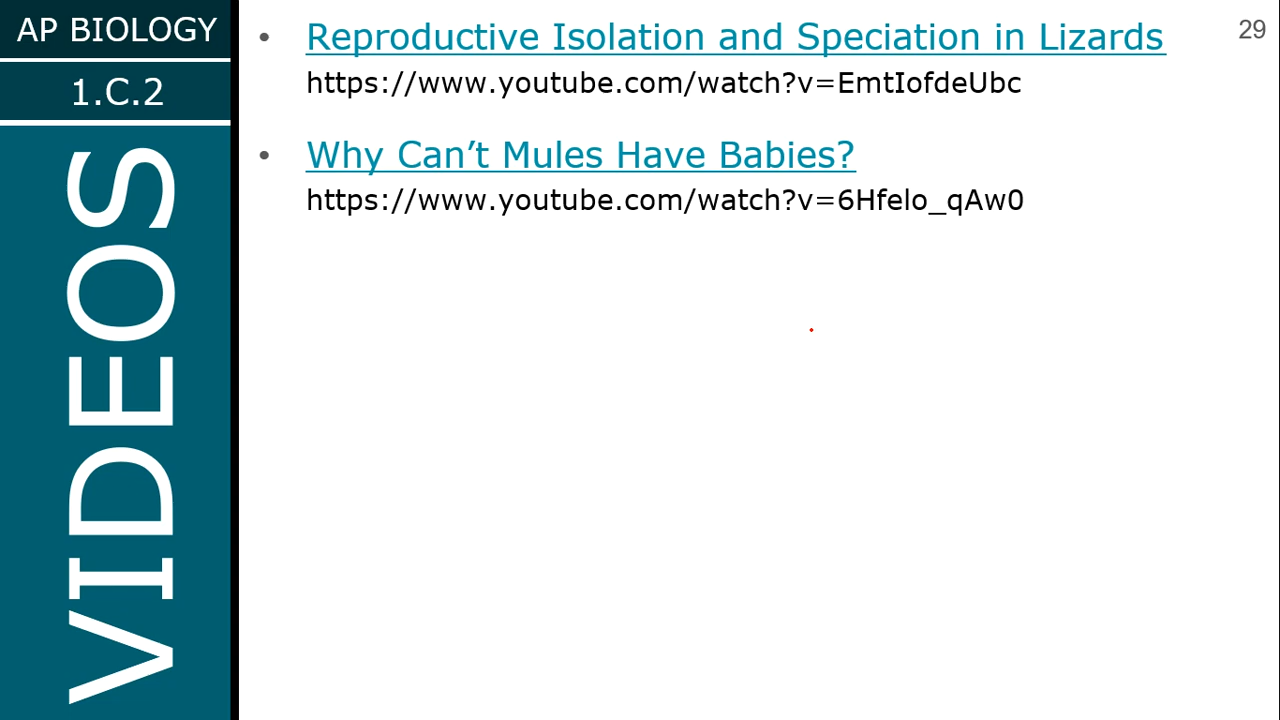 AP BIOLOGY
1.C.2
VIDEOS
• Reproductive Isolation and Speciation in Lizards
https://www.youtube.com/watch?v=EmtIofdeUbc
• Why Can’t Mules Have Babies?
https://www.youtube.com/watch?v=6Hfelo_qAw0
29